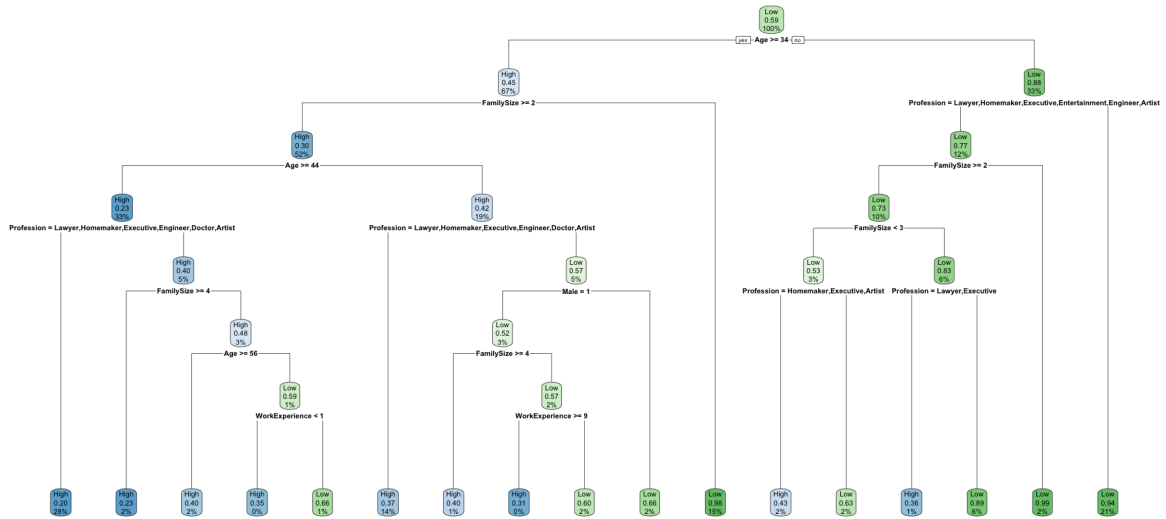 Low
0.59
100%
yes Age >= 34 no
High
0.45
67%
Low
0.86
33%
FamilySize >= 2
Profession = Lawyer,Homemaker,Executive,Entertainment,Engineer,Artist
High
0.30
52%
Low
0.77
12%
Age >= 44
FamilySize >= 2
High
0.23
33%
High
0.42
19%
Low
0.73
10%
Profession = Lawyer,Homemaker,Executive,Engineer,Doctor,Artist
Profession = Lawyer,Homemaker,Executive,Engineer,Doctor,Artist
FamilySize < 3
High
0.40
5%
Low
0.57
5%
Low
0.53
3%
Low
0.83
6%
FamilySize >= 4
Male = 1
Profession = Homemaker,Executive,Artist
Profession = Lawyer,Executive
High
0.48
3%
Low
0.52
3%
Age >= 56
FamilySize >= 4
Low
0.59
1%
Low
0.57
2%
WorkExperience < 1
WorkExperience >= 9
High
0.20
28%
High
0.23
2%
High
0.40
2%
High
0.35
0%
Low
0.66
1%
High
0.37
14%
High
0.40
1%
High
0.31
0%
Low
0.60
2%
Low
0.66
2%
Low
0.98
15%
High
0.43
2%
Low
0.63
2%
High
0.36
1%
Low
0.89
6%
Low
0.99
2%
Low
0.94
21%